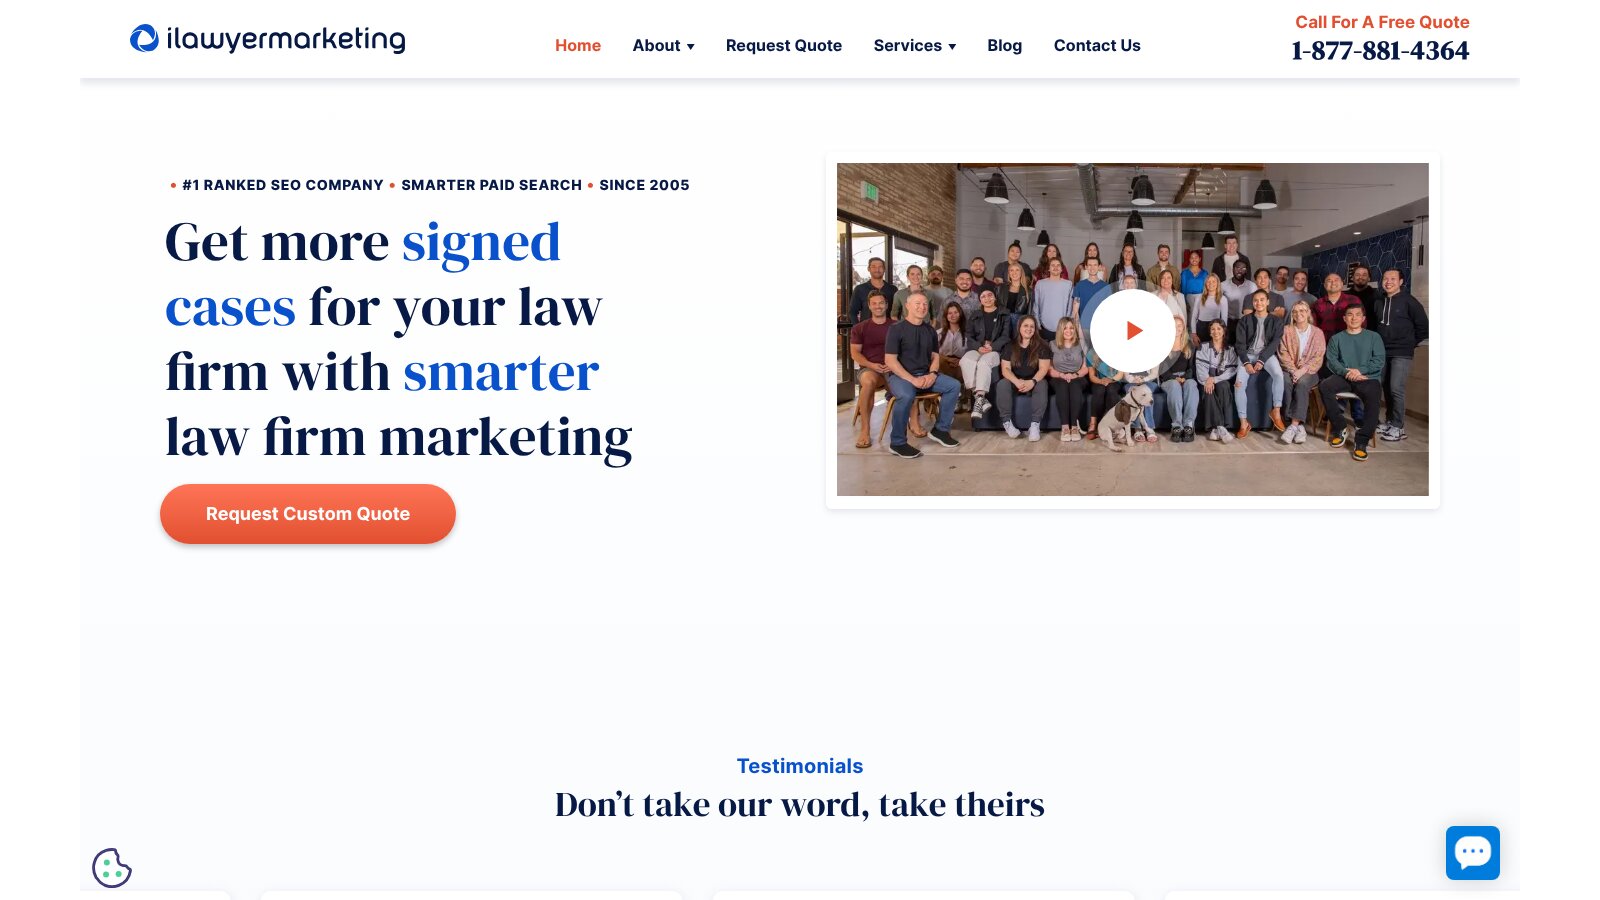 ilawyermarketing
Home
About
Request Quote
Services
Blog
Contact Us
Call For A Free Quote
1-877-881-4364
• #1 RANKED SEO COMPANY • SMARTER PAID SEARCH • SINCE 2005
Get more signed
cases for your law
firm with smarter
law firm marketing
Request Custom Quote
Testimonials
Don’t take our word, take theirs